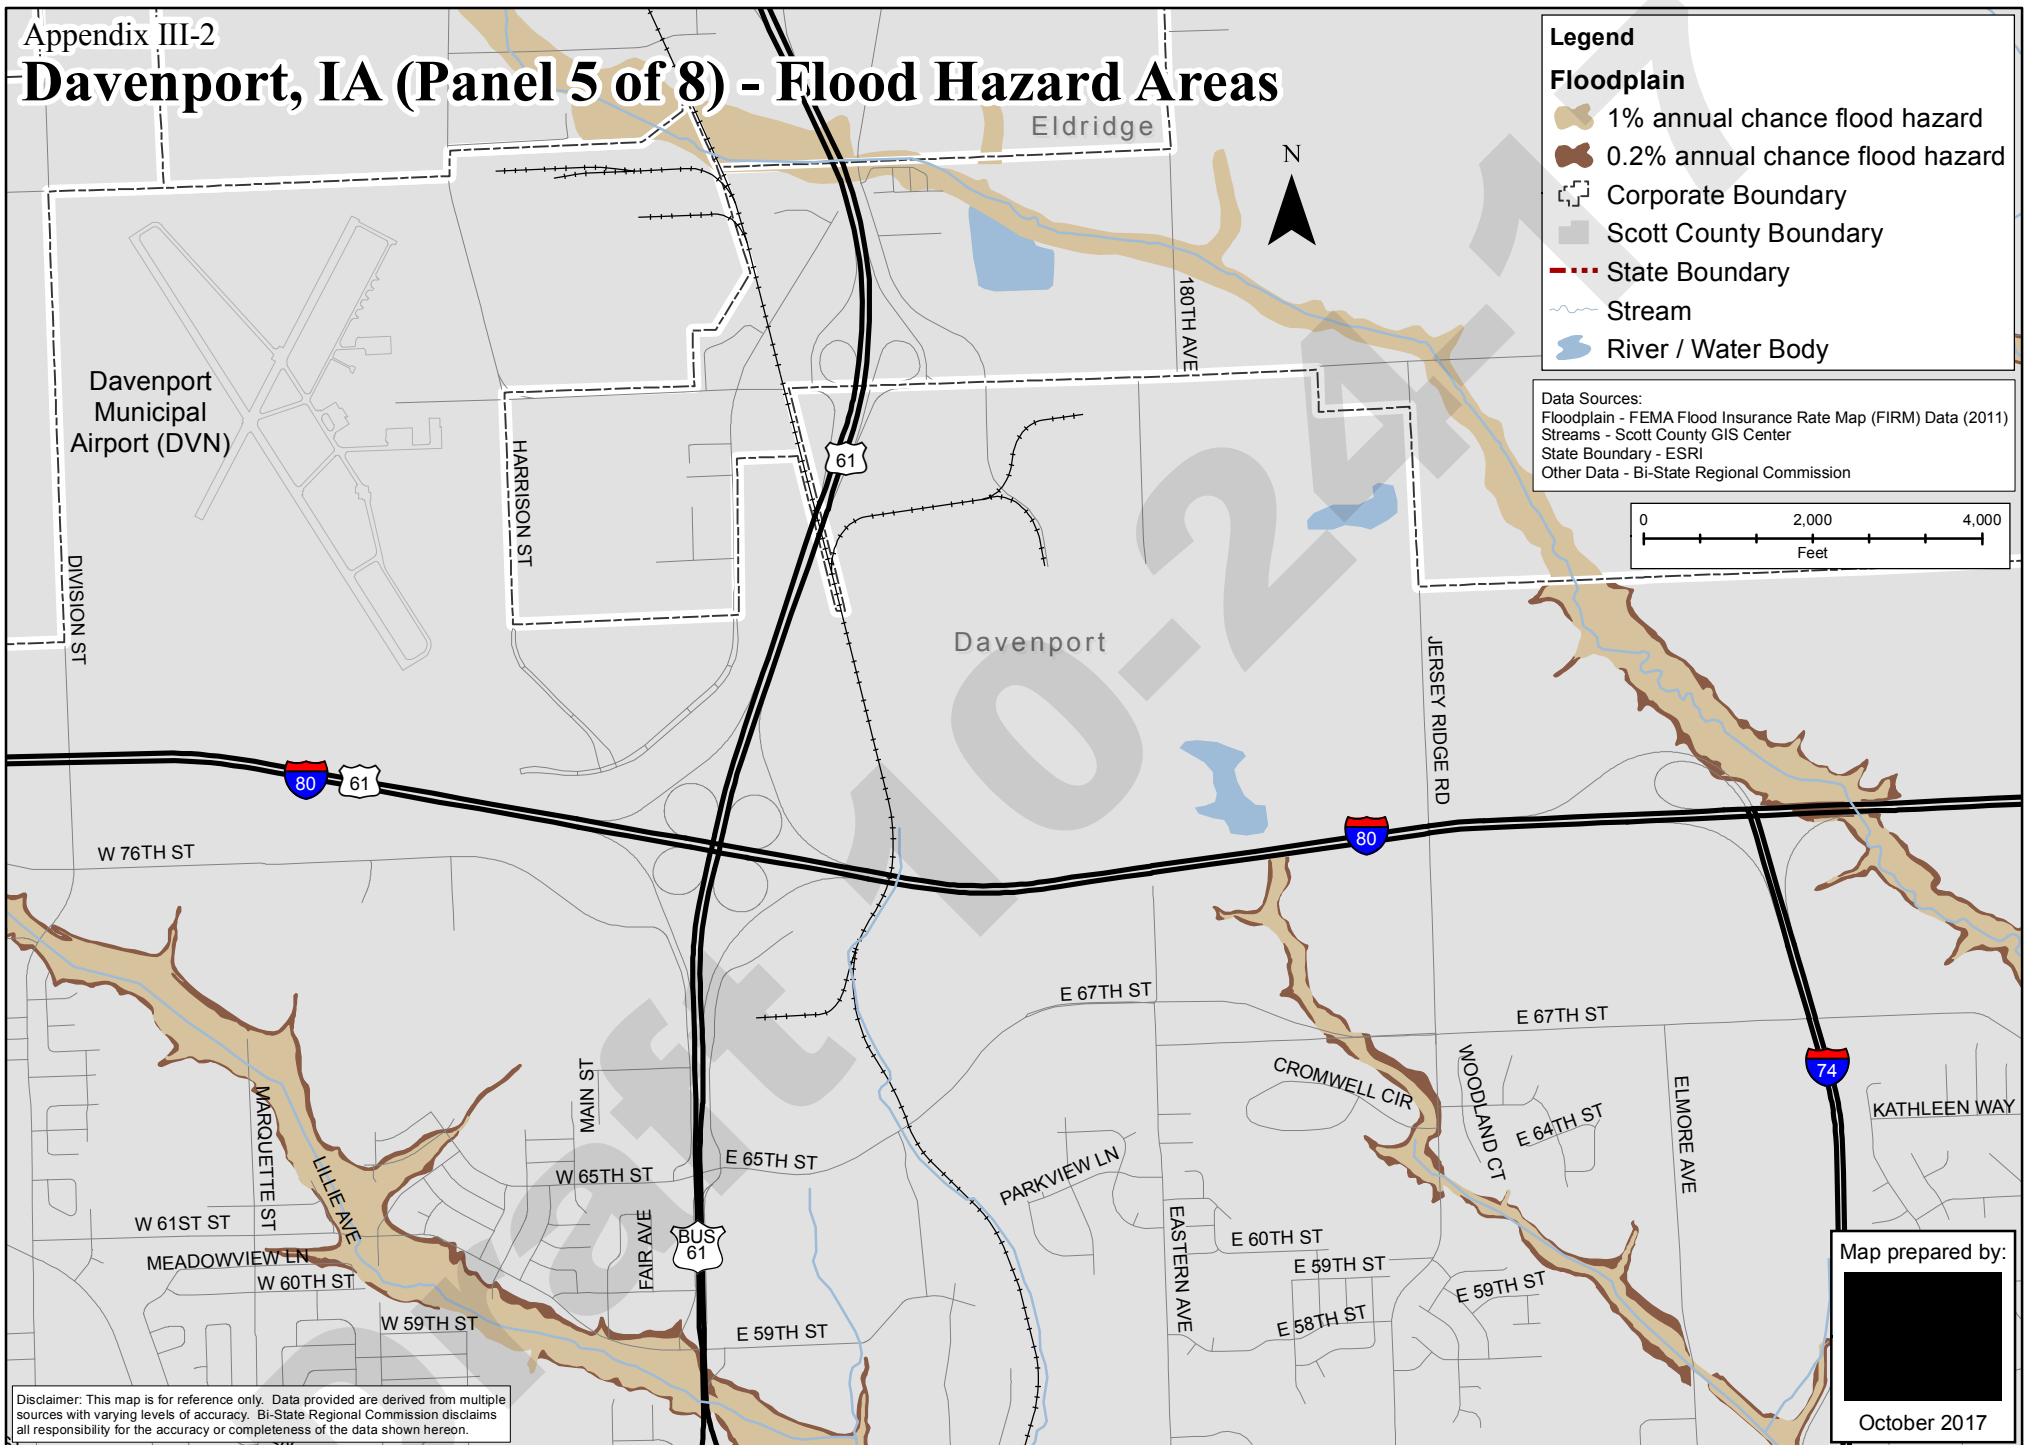 Appendix III-2
Davenport, IA (Panel 5 of 8) - Flood Hazard Areas
Legend
Floodplain
1% annual chance flood hazard
0.2% annual chance flood hazard
Corporate Boundary
Scott County Boundary
State Boundary
Stream
River / Water Body
Data Sources:
Floodplain - FEMA Flood Insurance Rate Map (FIRM) Data (2011)
Streams - Scott County GIS Center
State Boundary - ESRI
Other Data - Bi-State Regional Commission
0 2,000 4,000
Feet
N
Eldridge
180TH AVE
Davenport
Municipal
Airport (DVN)
HARRISON ST
61
DIVISION ST
Davenport
JERSEY RIDGE RD
80
61
80
W 76TH ST
E 67TH ST
E 67TH ST
CROMWELL CIR
WOODLAND CT
E 64TH ST
ELMORE AVE
74
KATHLEEN WAY
MAIN ST
MARQUETTE ST
LILLIE AVE
W 65TH ST
E 65TH ST
PARKVIEW LN
W 61ST ST
MEADOWVIEW LN
W 60TH ST
FAIR AVE
BUS
61
EASTERN AVE
E 60TH ST
E 59TH ST
E 59TH ST
E 58TH ST
W 59TH ST
E 59TH ST
Draft 10-24-17
Map prepared by:
October 2017
Disclaimer: This map is for reference only. Data provided are derived from multiple
sources with varying levels of accuracy. Bi-State Regional Commission disclaims
all responsibility for the accuracy or completeness of the data shown hereon.